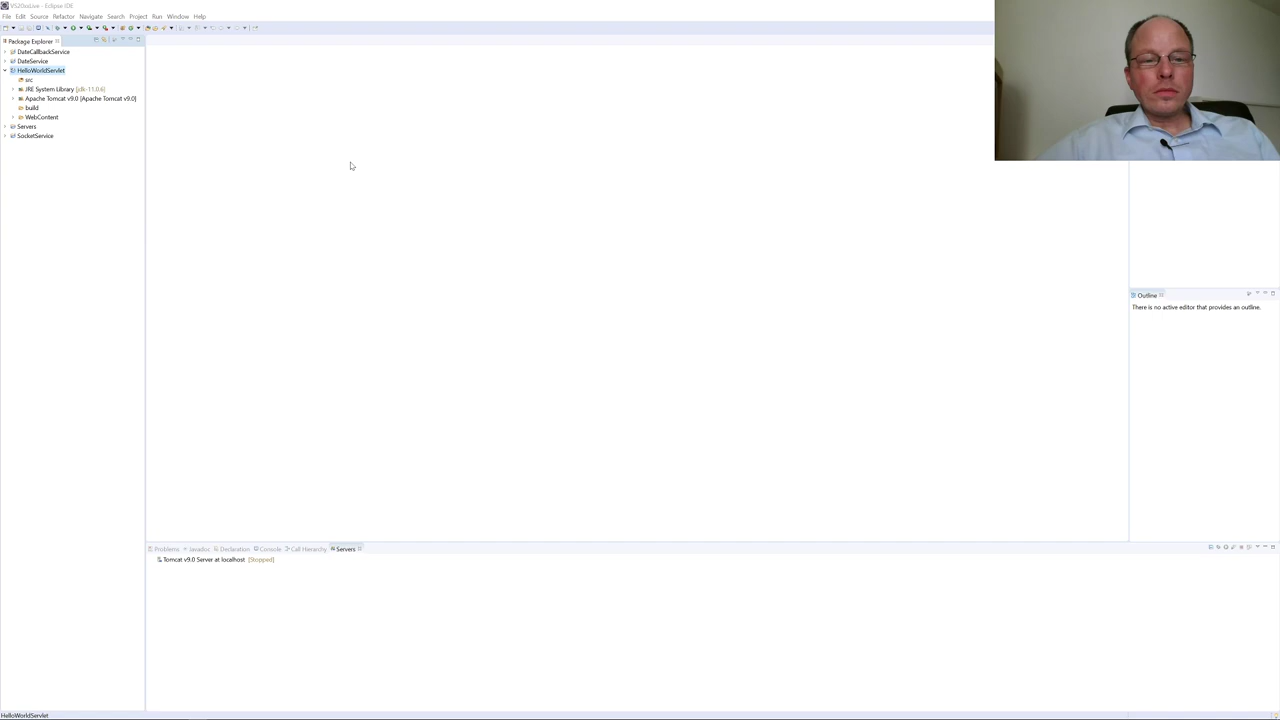 VS20xxLive - Eclipse IDE
File Edit Source Refactor Navigate Search Project Run Window Help
Package Explorer
DateCallbackService
DateService
HelloWorldServlet
src
JRE System Library [jdk-11.0.6]
Apache Tomcat v9.0 [Apache Tomcat v9.0]
build
WebContent
Servers
SocketService
Outline
There is no active editor that provides an outline.
Problems Javadoc Declaration Console Call Hierarchy Servers
Tomcat v9.0 Server at localhost [Stopped]
HelloWorldServlet